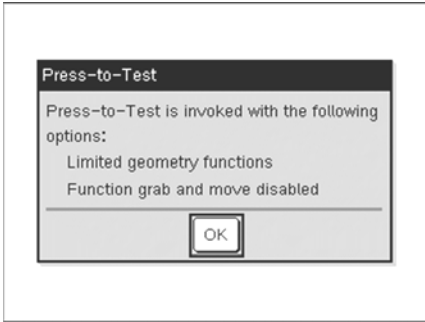 Press-to-Test
Press-to-Test is invoked with the following
options:
Limited geometry functions
Function grab and move disabled
OK